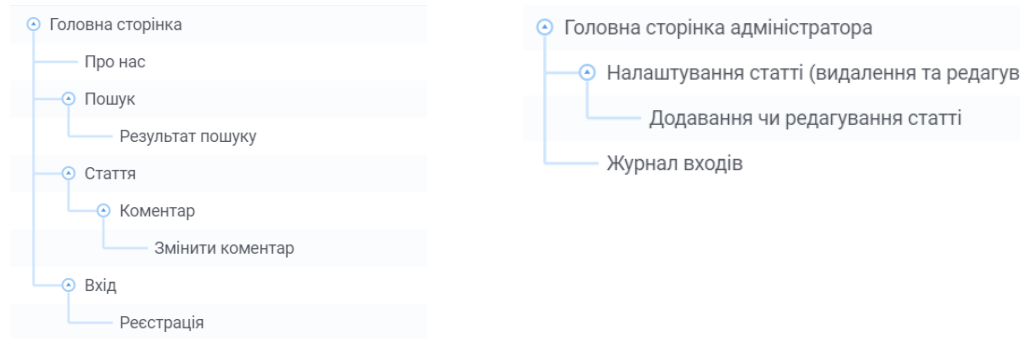 Головна сторінка
Про нас
Пошук
Результат пошуку
Стаття
Коментар
Змінити коментар
Вхід
Реєстрація
Головна сторінка адміністратора
Налаштування статті (видалення та редагув
Додавання чи редагування статті
Журнал входів